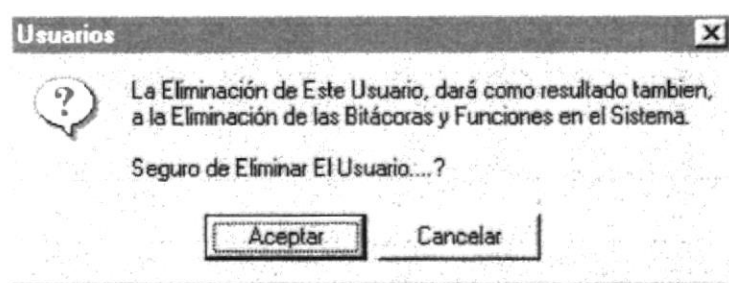 Usuarios
?
La Eliminación de Este Usuario, dará como resultado tambien,
a la Eliminación de las Bitácoras y Funciones en el Sistema.
Seguro de Eliminar El Usuario....?
Aceptar
Cancelar